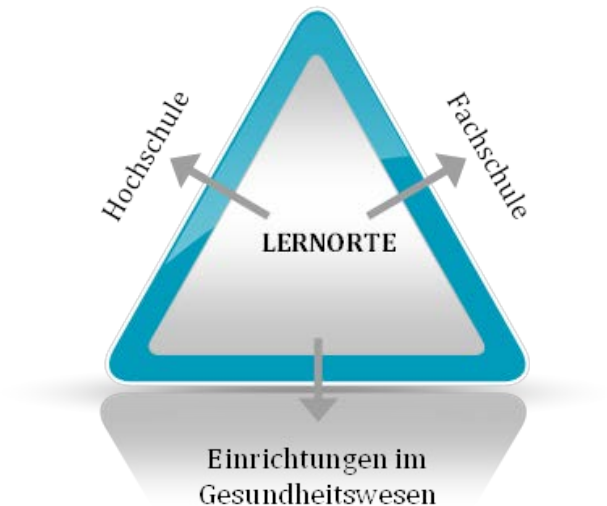 Hochschule
Fachschule
LERNORTE
Einrichtungen im
Gesundheitswesen